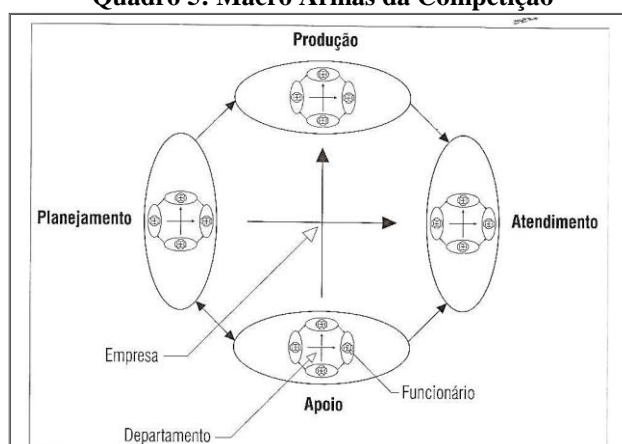 Quadro 5: Macro Armas da Competição
Produção
Planejamento
Atendimento
Empresa
Funcionário
Apoio
Departamento